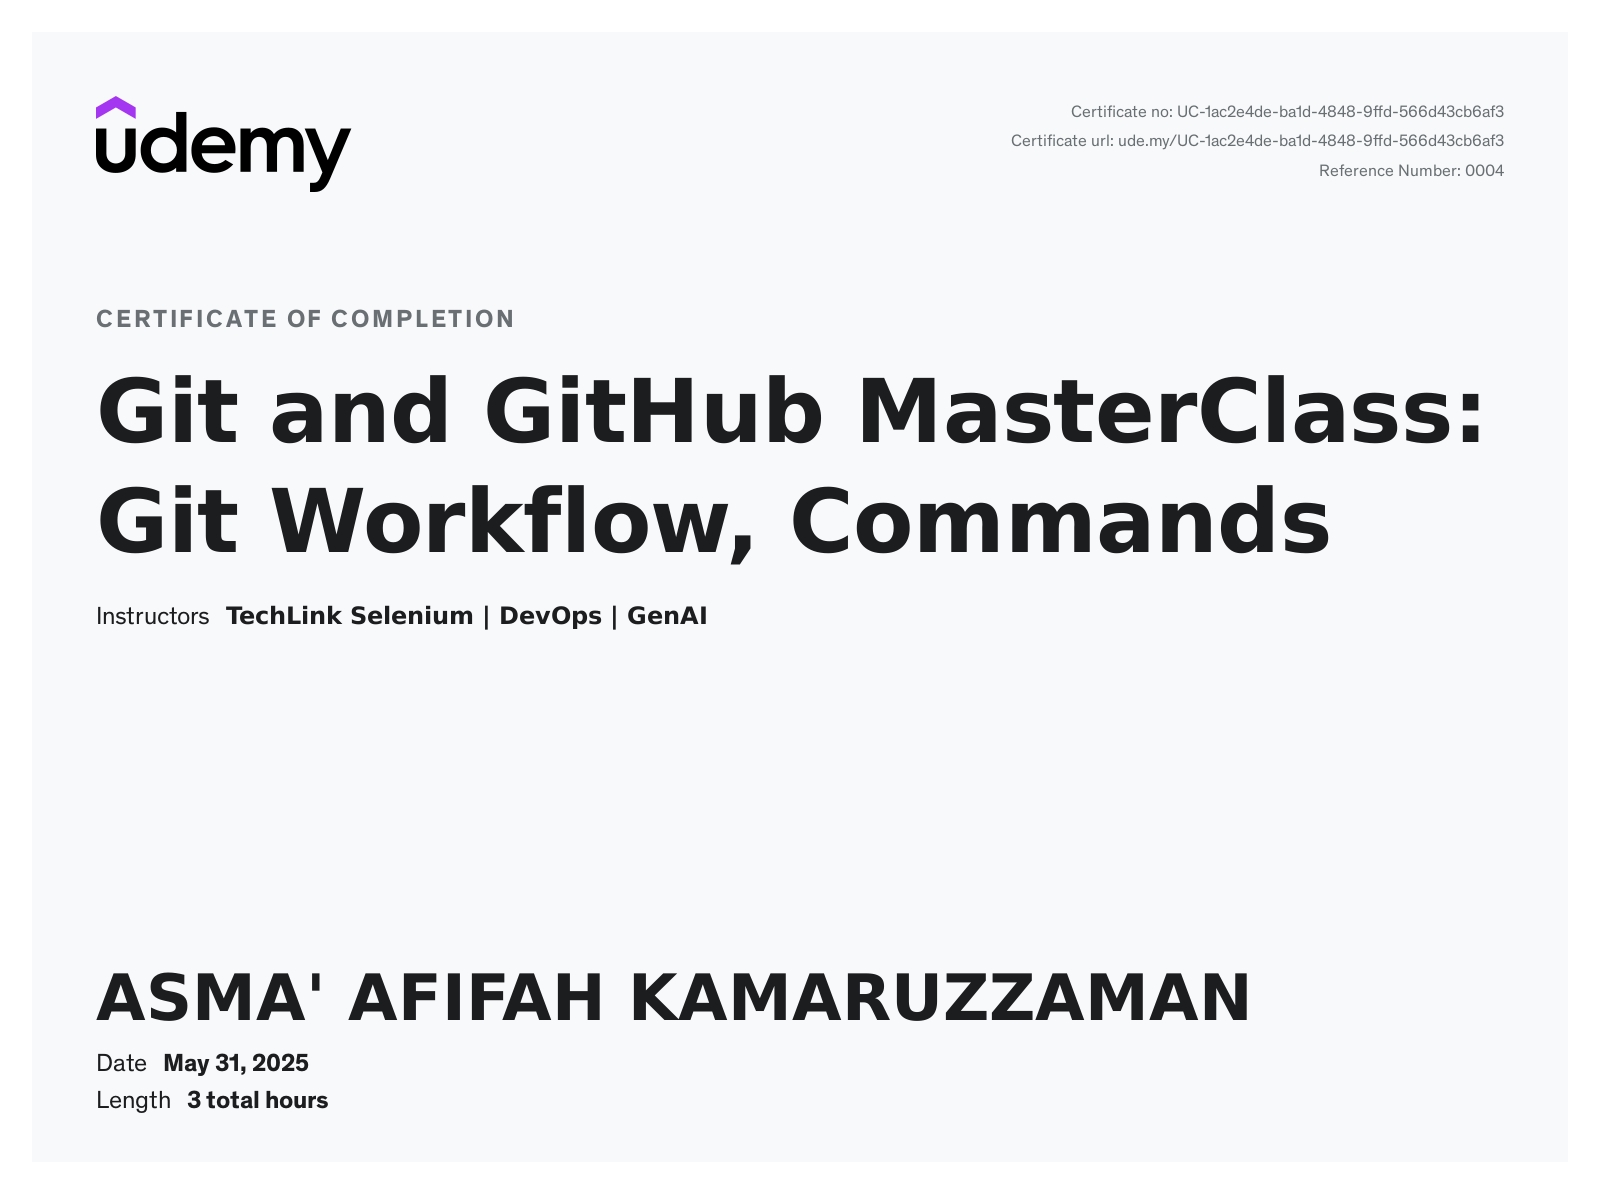 udemy
Certificate no: UC-1ac2e4de-ba1d-4848-9ffd-566d43cb6af3
Certificate url: ude.my/UC-1ac2e4de-ba1d-4848-9ffd-566d43cb6af3
Reference Number: 0004
CERTIFICATE OF COMPLETION
Git and GitHub MasterClass:
Git Workflow, Commands
Instructors TechLink Selenium | DevOps | GenAI
ASMA' AFIFAH KAMARUZZAMAN
Date May 31, 2025
Length 3 total hours